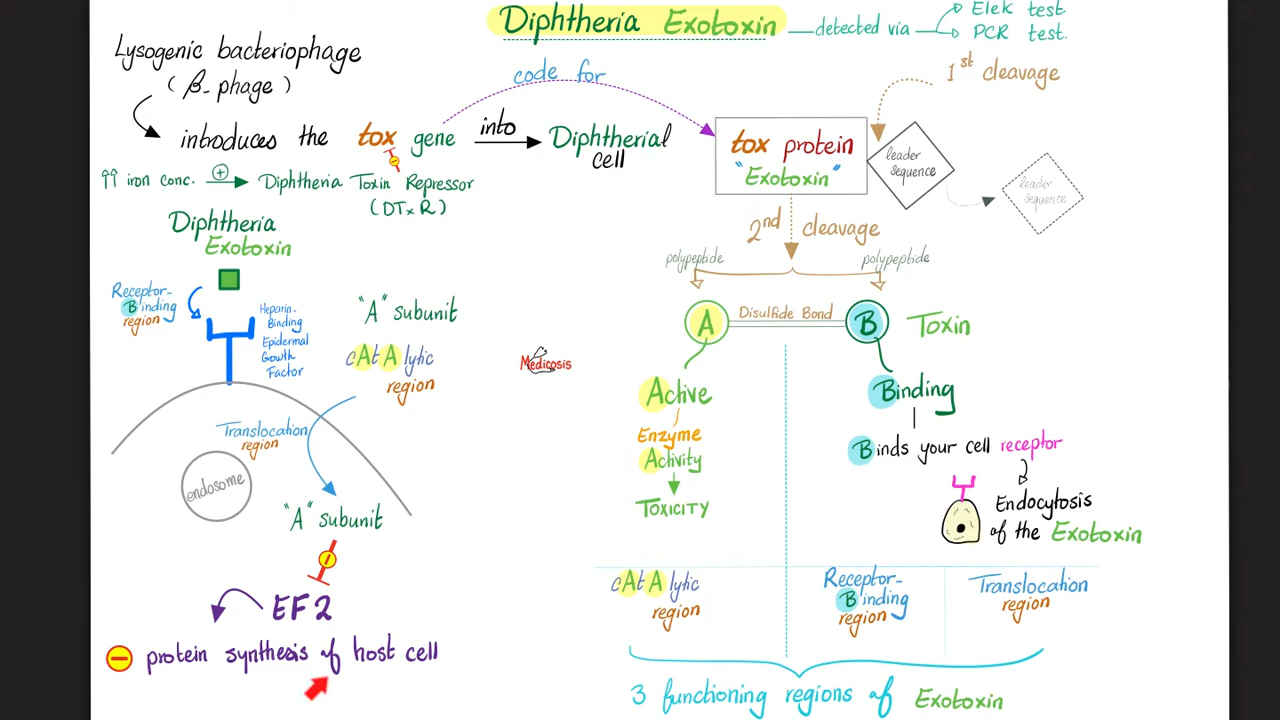 Diphtheria Exotoxin
detected via
Elek test
PCR test.
Lysogenic bacteriophage
( β-phage )
introduces the tox gene into Diphtherial
cell
code for
↑↑ iron conc. + Diphtheria Toxin Repressor
(DTxR)
1st cleavage
tox protein
"Exotoxin"
leader
sequence
leader
sequence
2nd cleavage
polypeptide
polypeptide
A Disulfide Bond B Toxin
Active
Enzyme
Activity
TOXICITY
Binding
Binds your cell receptor
Endocytosis
of the Exotoxin
Diphtheria
Exotoxin
Receptor-
Binding
region
Heparin-
Binding
Epidermal
Growth
Factor
"A" subunit
cAtAlytic
region
Medicosis
Translocation
region
endosome
"A" subunit
EF2
protein synthesis of host cell
cAtAlytic
region
Receptor-
Binding
region
Translocation
region
3 functioning regions of Exotoxin